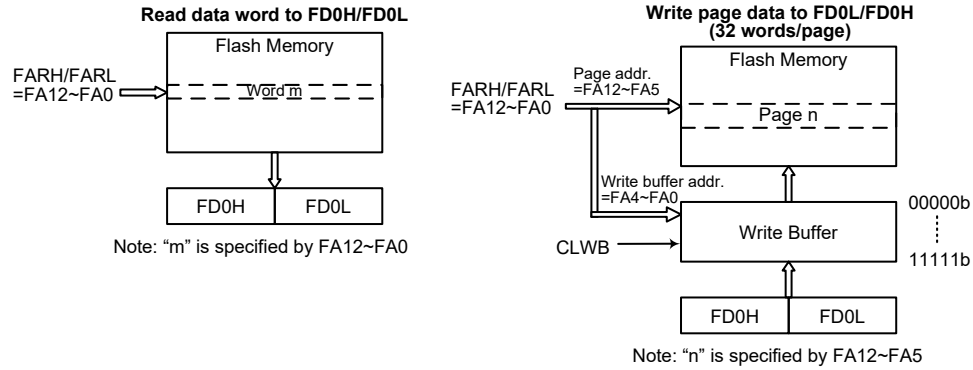 Read data word to FD0H/FD0L
Flash Memory
FARH/FARL
=FA12~FA0
Word m
FD0H
FD0L
Note: “m” is specified by FA12~FA0
Write page data to FD0L/FD0H
(32 words/page)
Flash Memory
FARH/FARL
=FA12~FA0
Page addr.
=FA12~FA5
Page n
Write buffer addr.
=FA4~FA0
CLWB
Write Buffer
00000b
11111b
FD0H
FD0L
Note: “n” is specified by FA12~FA5